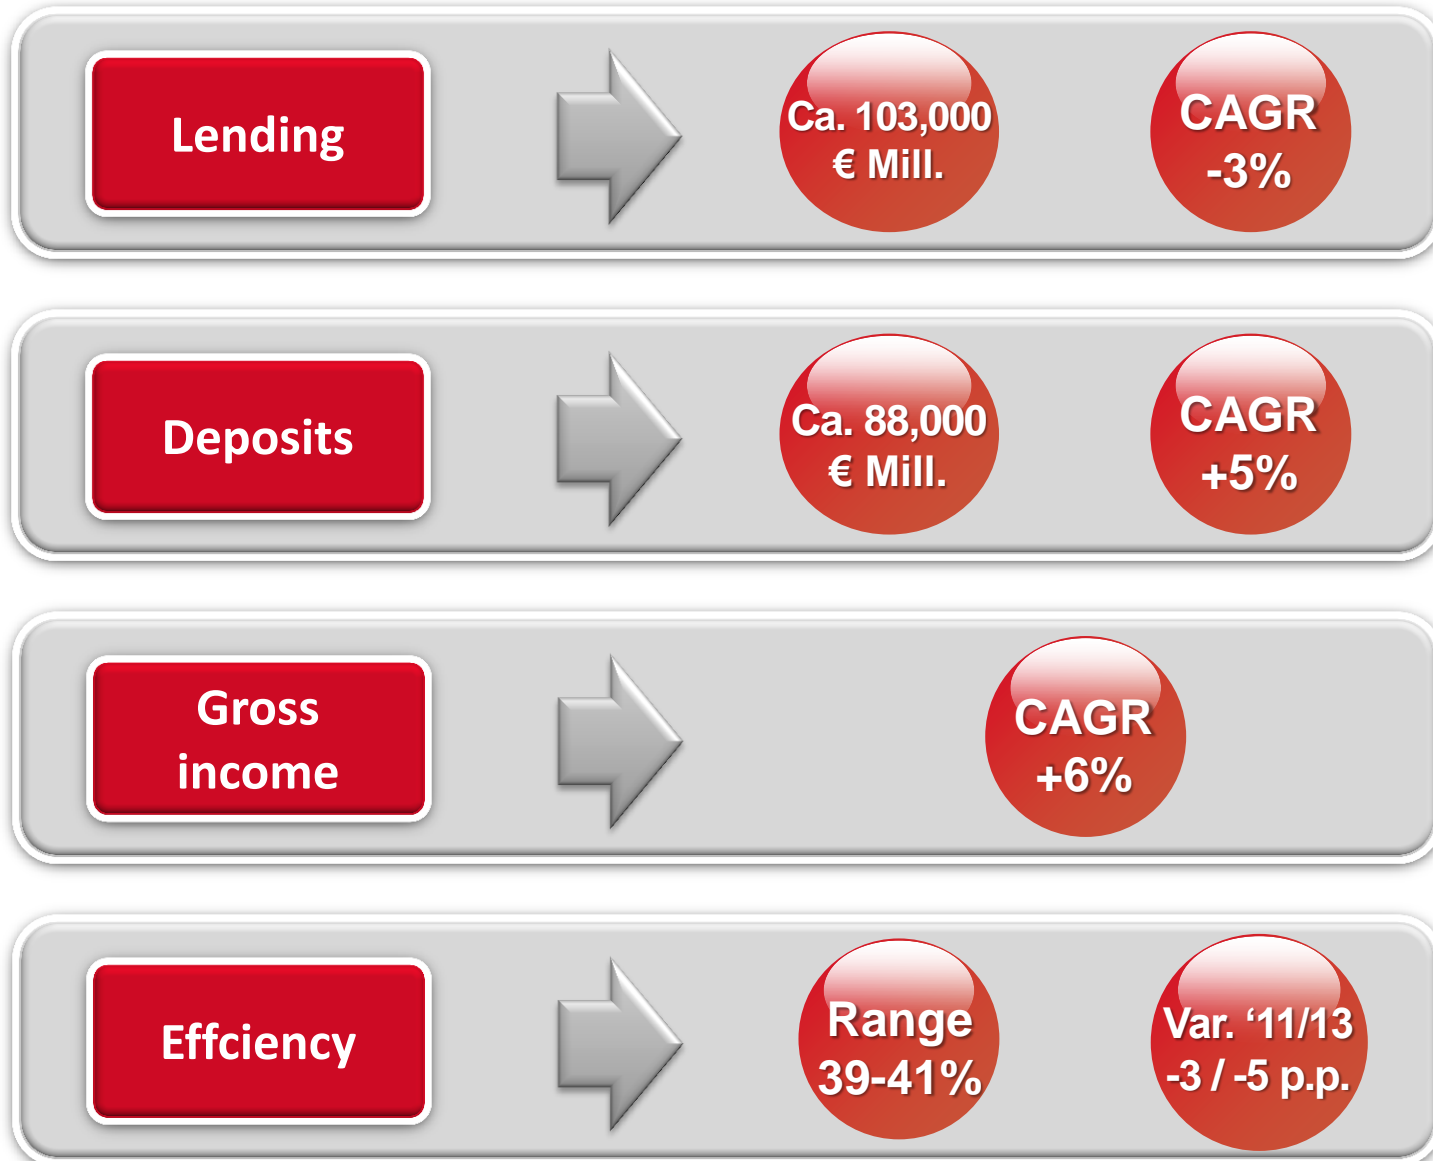 Lending
Ca. 103,000
€ Mill.
CAGR
-3%
Deposits
Ca. 88,000
€ Mill.
CAGR
+5%
Gross
income
CAGR
+6%
Effciency
Range
39-41%
Var. ‘11/13
-3 / -5 p.p.